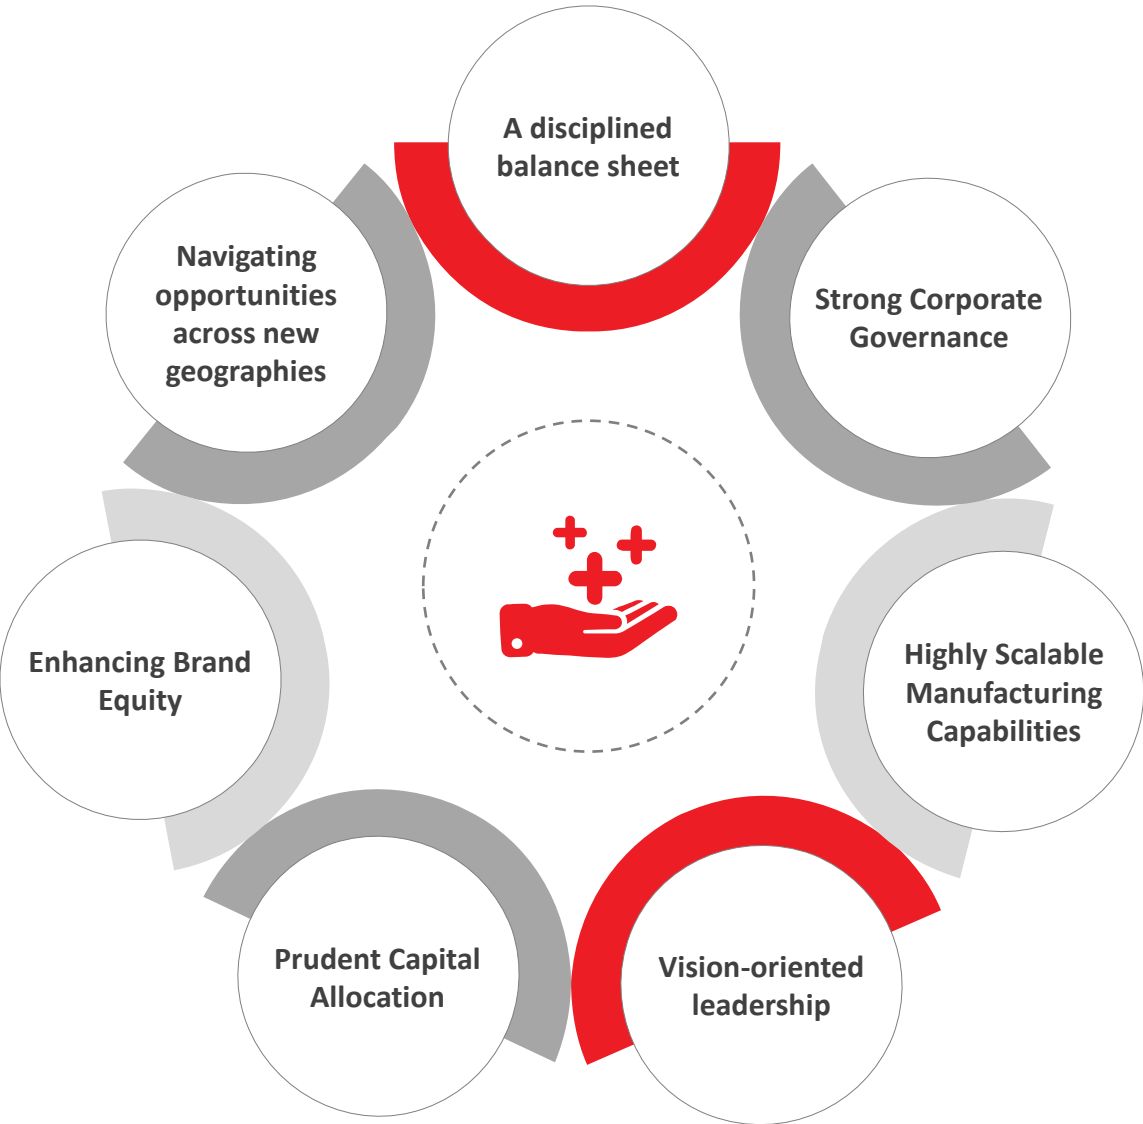 A disciplined
balance sheet
Strong Corporate
Governance
Highly Scalable
Manufacturing
Capabilities
Vision-oriented
leadership
Prudent Capital
Allocation
Enhancing Brand
Equity
Navigating
opportunities
across new
geographies